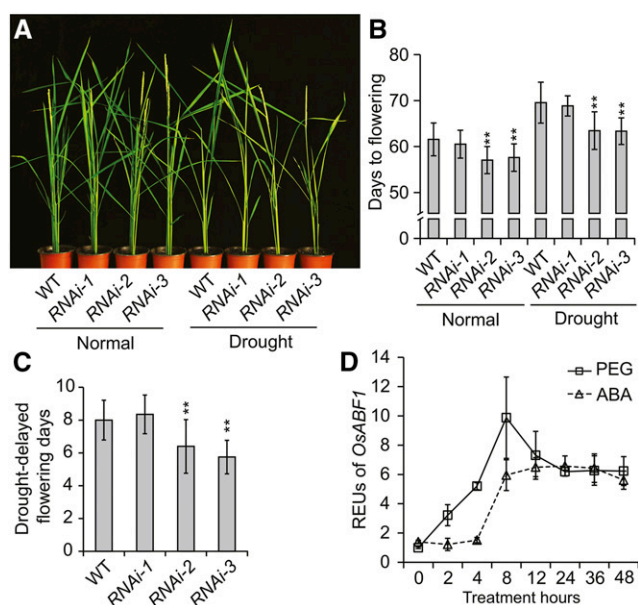 A
WT
RNAi-1
RNAi-2
RNAi-3
WT
RNAi-1
RNAi-2
RNAi-3
Normal
Drought
B
Days to flowering
80
70
60
50
0
**
**
**
**
WT
RNAi-1
RNAi-2
RNAi-3
WT
RNAi-1
RNAi-2
RNAi-3
Normal
Drought
C
Drought-delayed
flowering days
10
8
6
4
2
0
**
**
WT
RNAi-1
RNAi-2
RNAi-3
D
REUs of OsABF1
14
12
10
8
6
4
2
0
PEG
ABA
0 2 4 8 12 24 36 48
Treatment hours